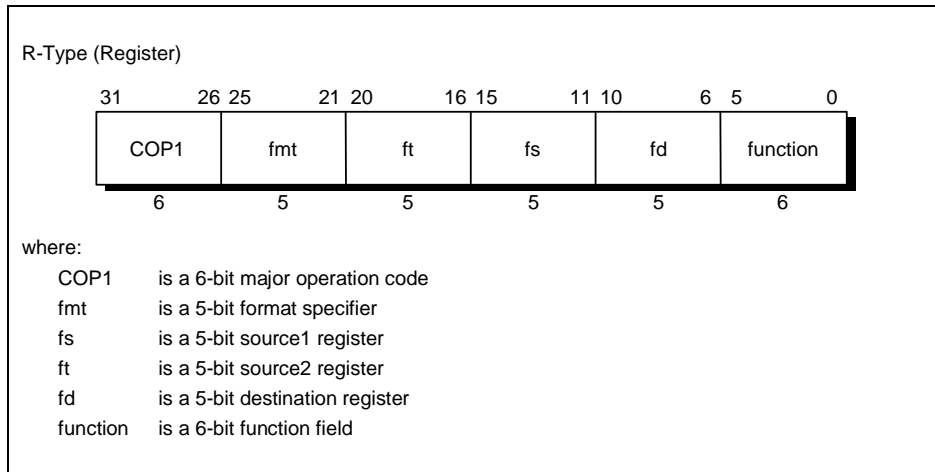 R-Type (Register)
31 26 25 21 20 16 15 11 10 6 5 0
COP1 fmt ft fs fd function
6 5 5 5 5 6
where:
COP1 is a 6-bit major operation code
fmt is a 5-bit format specifier
fs is a 5-bit source1 register
ft is a 5-bit source2 register
fd is a 5-bit destination register
function is a 6-bit function field